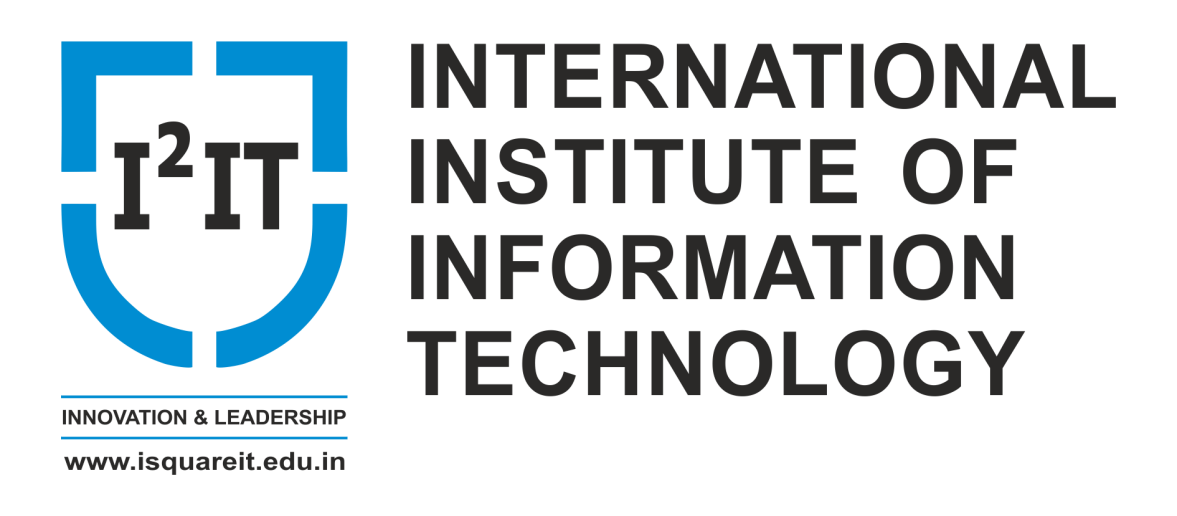 I²IT
INNOVATION & LEADERSHIP
www.isquareit.edu.in
INTERNATIONAL
INSTITUTE OF
INFORMATION
TECHNOLOGY